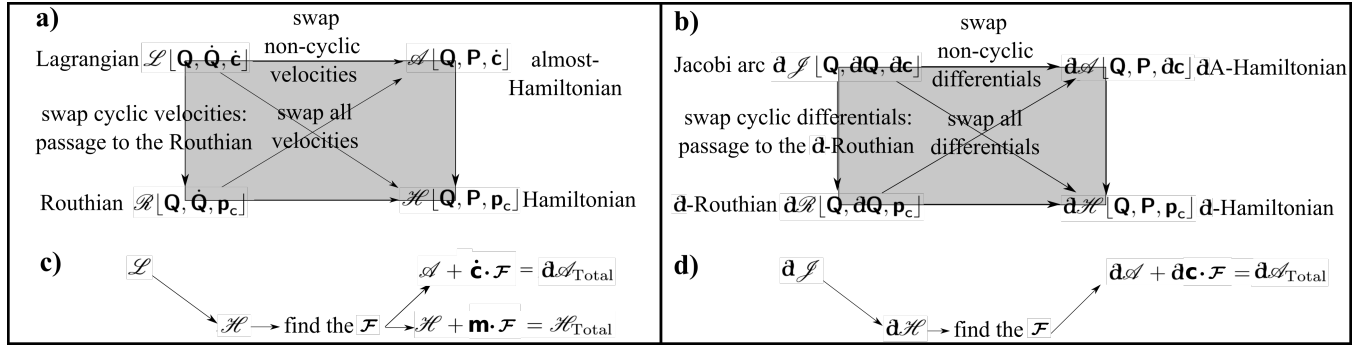 a)
swap
non-cyclic
velocities
Lagrangian ℒ⌊Q, Q̇, ċ⌋
𝒜⌊Q, P, ċ⌋ almost-
Hamiltonian
swap cyclic velocities:
passage to the Routhian
swap all
velocities
Routhian ℛ⌊Q, Q̇, p_c⌋
ℋ⌊Q, P, p_c⌋ Hamiltonian
b)
swap
non-cyclic
differentials
Jacobi arc ∂𝒥⌊Q, ∂Q, ∂c⌋
∂𝒜⌊Q, P, ∂c⌋ ∂A-Hamiltonian
swap cyclic differentials:
passage to the ∂-Routhian
swap all
differentials
∂-Routhian ∂ℛ⌊Q, ∂Q, p_c⌋
∂ℋ⌊Q, P, p_c⌋ ∂-Hamiltonian
c)
ℒ
𝒜 + ċ·ℱ = ∂𝒜_Total
ℋ → find the ℱ
ℋ + m·ℱ = ℋ_Total
d)
∂𝒥
∂𝒜 + ∂c·ℱ = ∂𝒜_Total
∂ℋ → find the ℱ